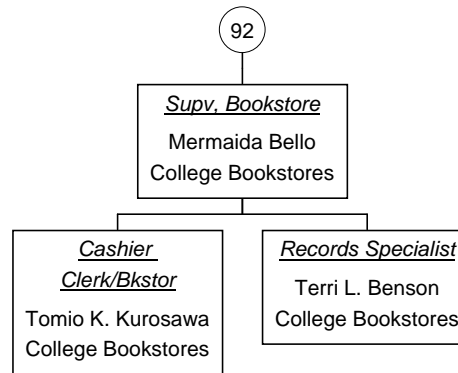 92
Supv, Bookstore
Mermaida Bello
College Bookstores
Cashier
Clerk/Bkstor
Tomio K. Kurosawa
College Bookstores
Records Specialist
Terri L. Benson
College Bookstores